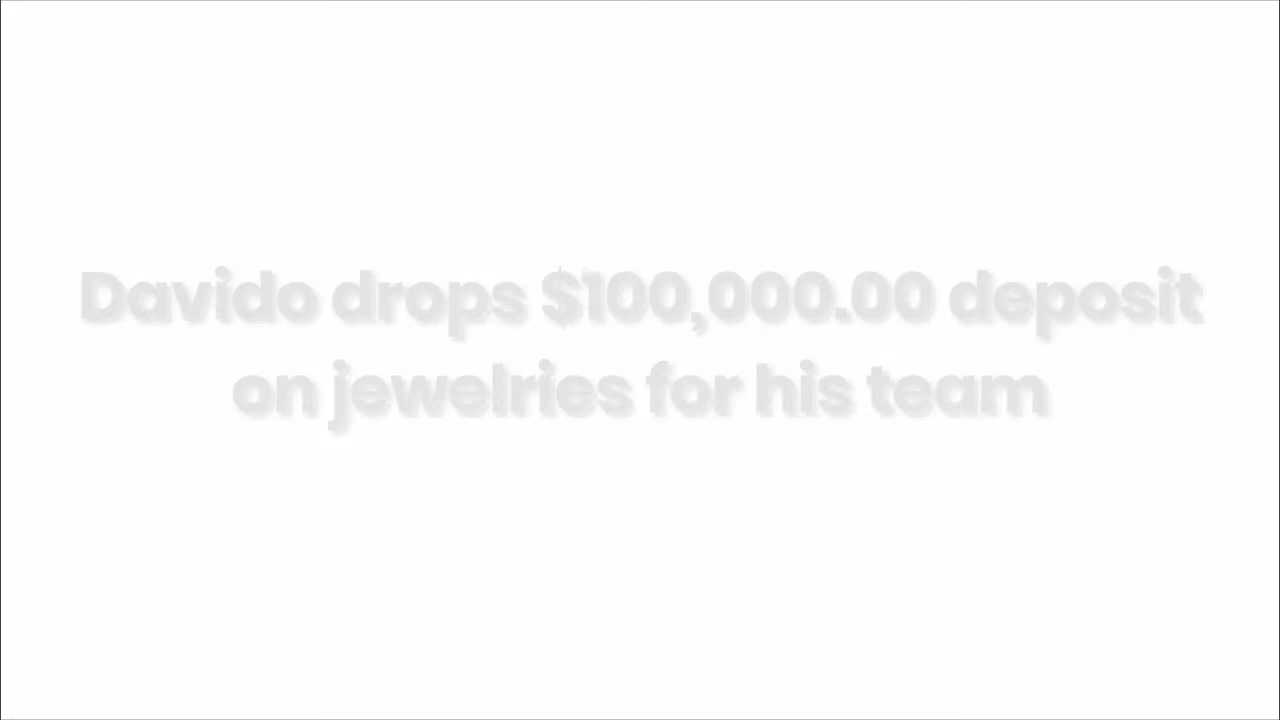 Davido drops $100,000.00 deposit
on jewelries for his team